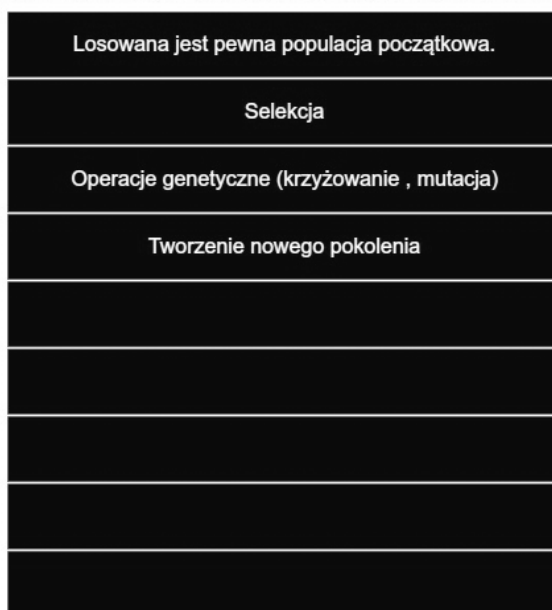 Losowana jest pewna populacja początkowa.
Selekcja
Operacje genetyczne (krzyżowanie , mutacja)
Tworzenie nowego pokolenia